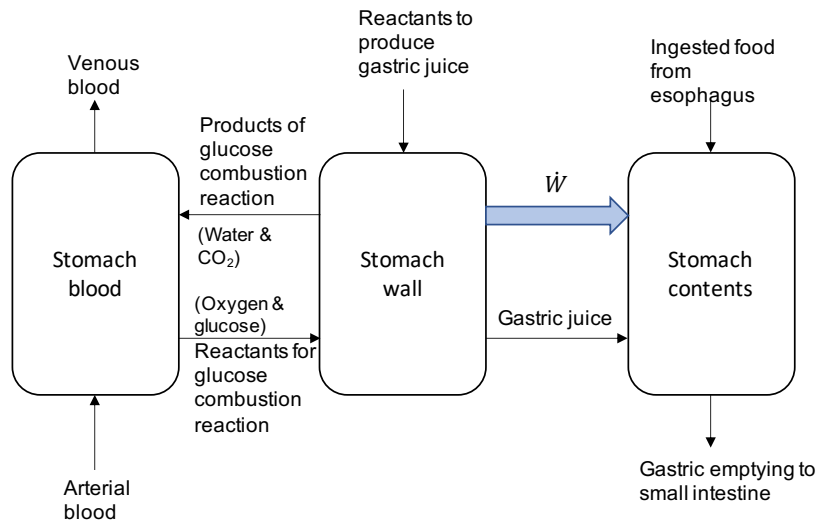 Reactants to
produce
gastric juice
Ingested food
from
esophagus
Venous
blood
Products of
glucose
combustion
reaction
Ẇ
(Water &
CO₂)
Stomach
blood
Stomach
wall
Stomach
contents
(Oxygen &
glucose)
Reactants for
glucose
combustion
reaction
Gastric juice
Arterial
blood
Gastric emptying to
small intestine